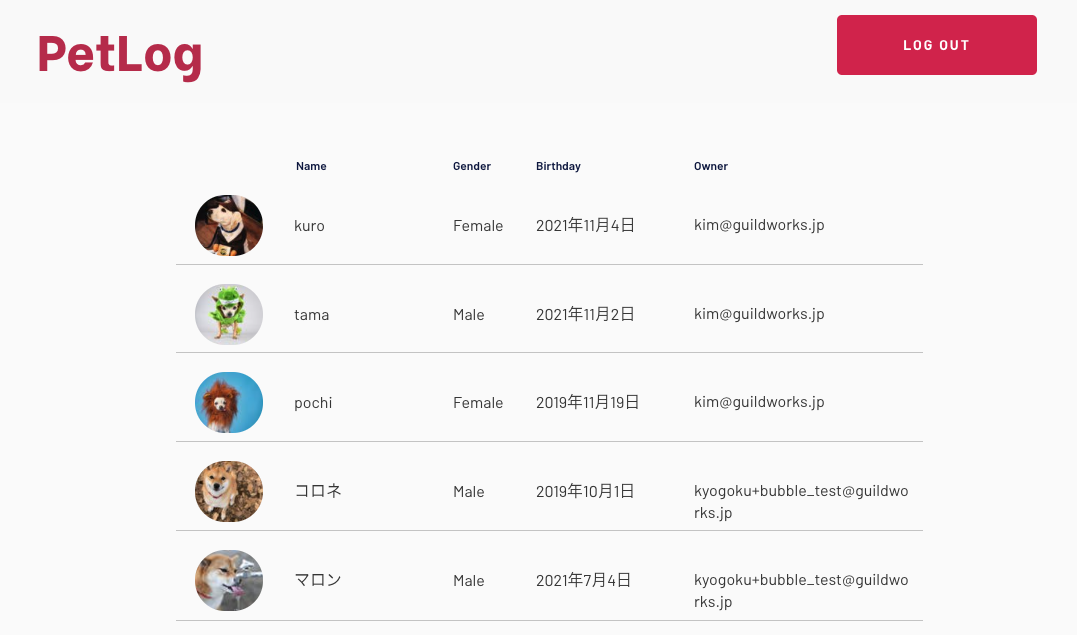 PetLog
LOG OUT
Name Gender Birthday Owner
kuro Female 2021年11月4日 kim@guildworks.jp
tama Male 2021年11月2日 kim@guildworks.jp
pochi Female 2019年11月19日 kim@guildworks.jp
コロネ Male 2019年10月1日 kyogoku+bubble_test@guildwo
rks.jp
マロン Male 2021年7月4日 kyogoku+bubble_test@guildwo
rks.jp